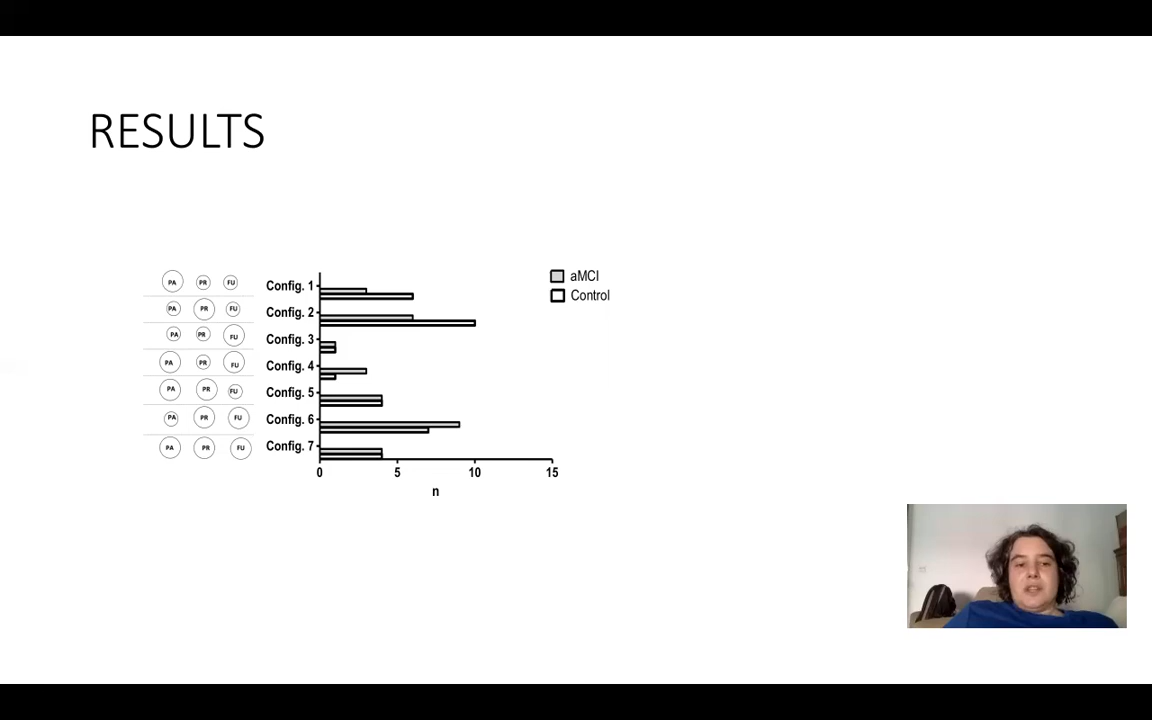 RESULTS
aMCI
Control
PA PR FU Config. 1
PA PR FU Config. 2
PA PR FU Config. 3
PA PR FU Config. 4
PA PR FU Config. 5
PA PR FU Config. 6
PA PR FU Config. 7
0 5 10 15
n